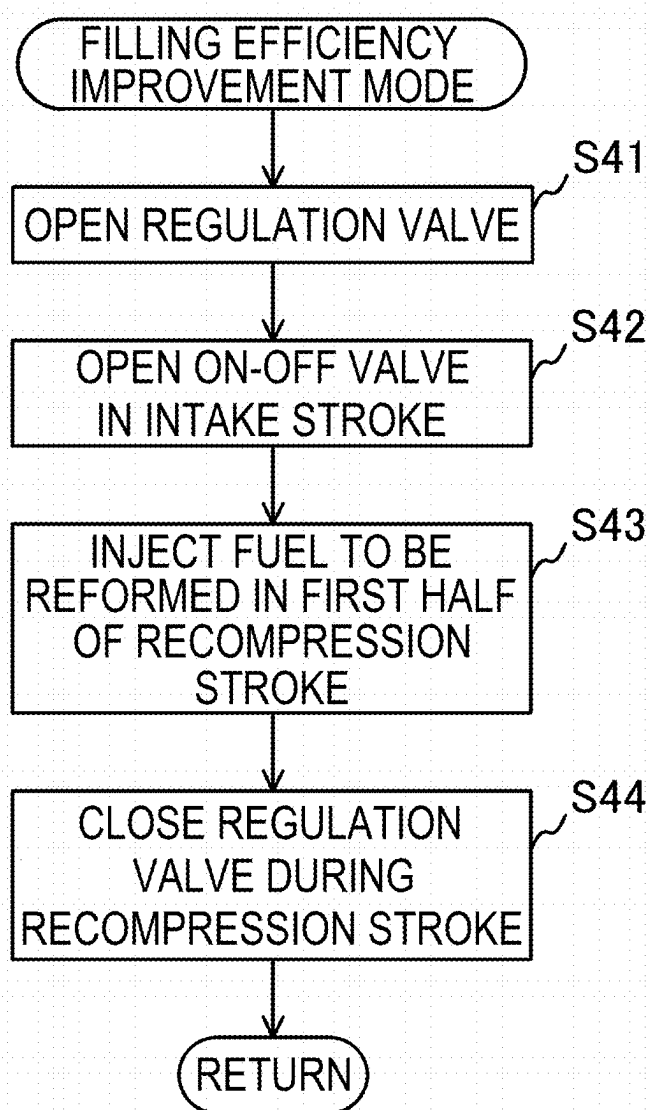 FILLING EFFICIENCY
IMPROVEMENT MODE
S41
OPEN REGULATION VALVE
S42
OPEN ON-OFF VALVE
IN INTAKE STROKE
S43
INJECT FUEL TO BE
REFORMED IN FIRST HALF
OF RECOMPRESSION
STROKE
S44
CLOSE REGULATION
VALVE DURING
RECOMPRESSION STROKE
RETURN